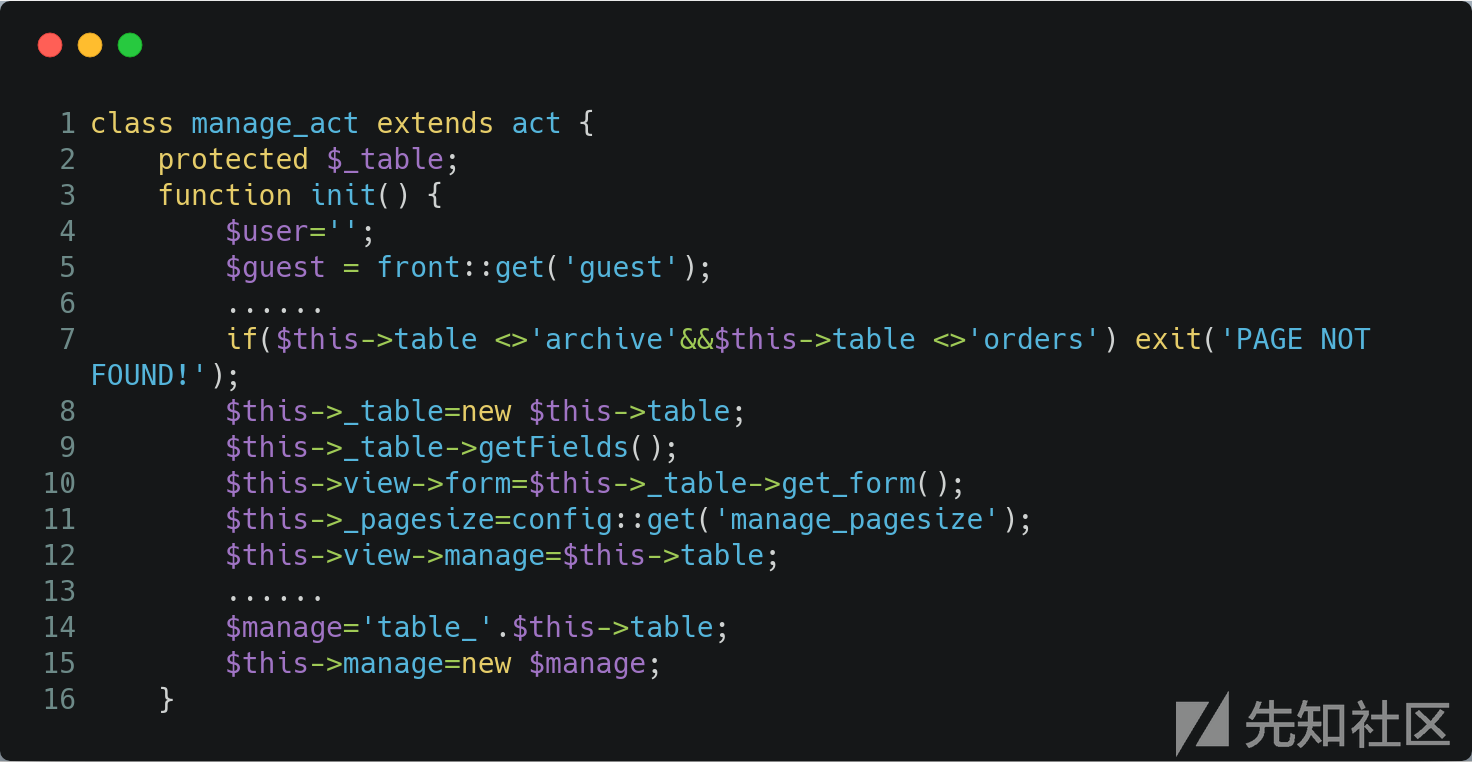 1 class manage_act extends act {
2     protected $_table;
3     function init() {
4         $user='';
5         $guest = front::get('guest');
6         ......
7         if($this->table <>'archive'&&$this->table <>'orders') exit('PAGE NOT
FOUND!');
8         $this->_table=new $this->table;
9         $this->_table->getFields();
10         $this->view->form=$this->_table->get_form();
11         $this->_pagesize=config::get('manage_pagesize');
12         $this->view->manage=$this->table;
13         ......
14         $manage='table_'.$this->table;
15         $this->manage=new $manage;
16     }
先知社区